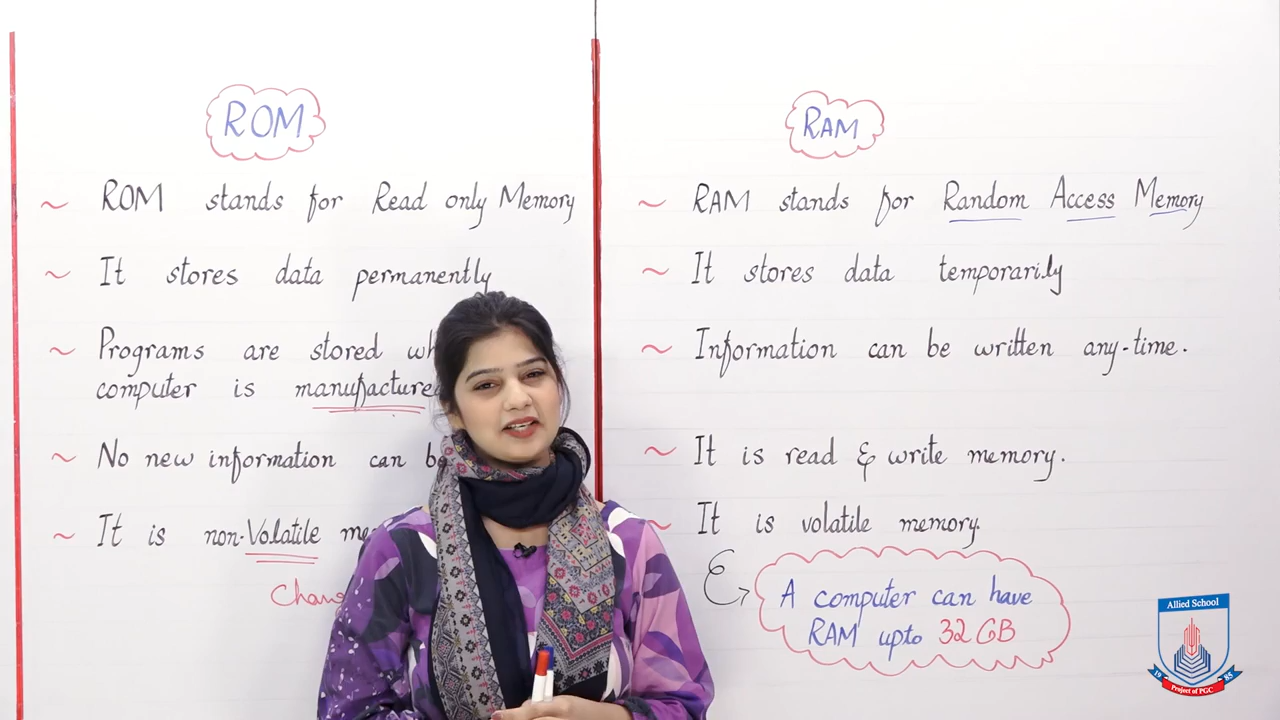 ROM
ROM stands for Read only Memory
It stores data permanently
Programs are stored
computer is manufacture
No new information can be
It is non-Volatile
RAM
RAM stands for Random Access Memory
It stores data temporarily
Information can be written any-time.
It is read & write memory.
It is volatile memory
A computer can have
RAM upto 32 GB
Allied School
1985
Project of PGC